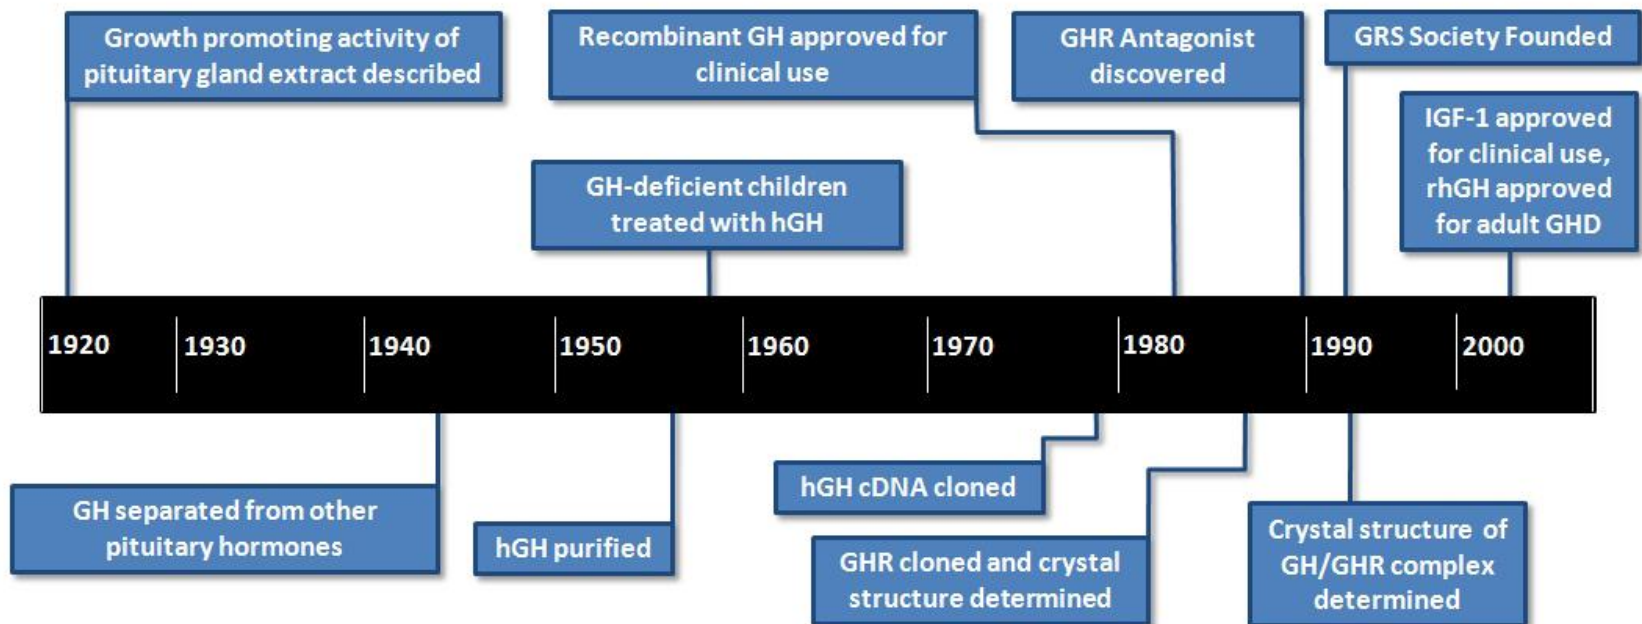 Growth promoting activity of
pituitary gland extract described
Recombinant GH approved for
clinical use
GHR Antagonist
discovered
GRS Society Founded
IGF-1 approved
for clinical use,
rhGH approved
for adult GHD
GH-deficient children
treated with hGH
1920 1930 1940 1950 1960 1970 1980 1990 2000
GH separated from other
pituitary hormones
hGH purified
hGH cDNA cloned
GHR cloned and crystal
structure determined
Crystal structure of
GH/GHR complex
determined